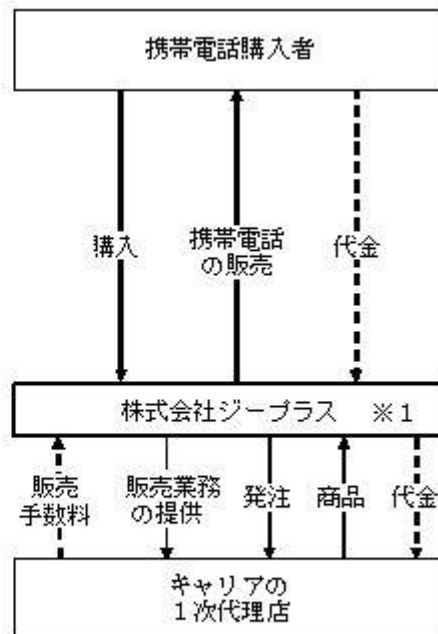 携帯電話購入者
購入
携帯電話
の販売
代金
株式会社ジープラス ※1
販売
手数料
販売業務
の提供
発注
商品
代金
キャリアの
1次代理店